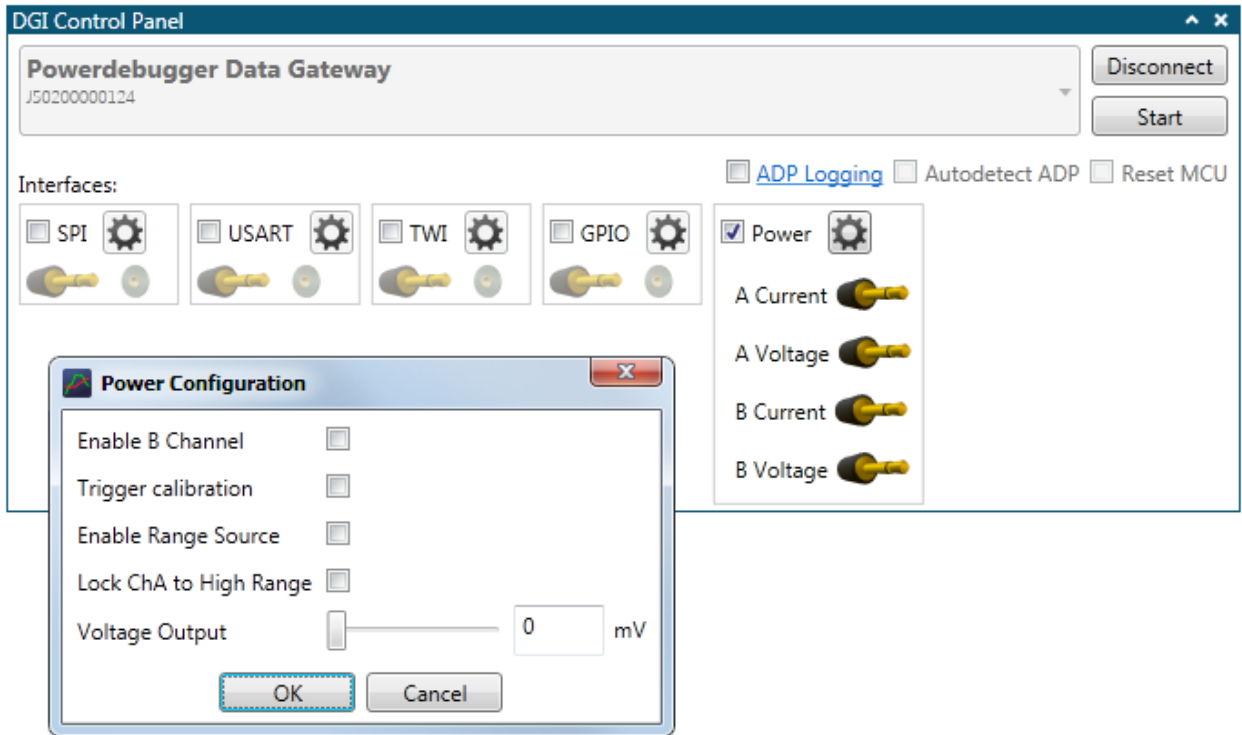 DGI Control Panel
Powerdebugger Data Gateway
J50200000124
Disconnect
Start
ADP Logging Autodetect ADP Reset MCU
Interfaces:
SPI USART TWI GPIO Power
A Current
A Voltage
B Current
B Voltage
Power Configuration
Enable B Channel
Trigger calibration
Enable Range Source
Lock ChA to High Range
Voltage Output 0 mV
OK Cancel